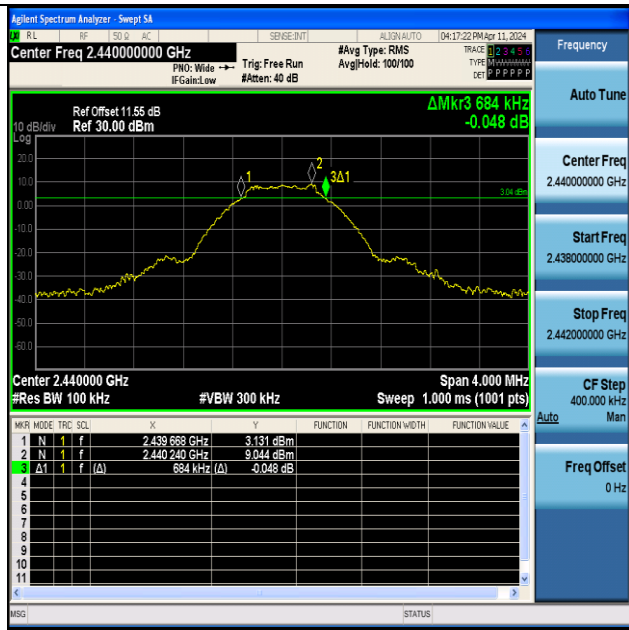 Agilent Spectrum Analyzer - Swept SA
RL RF 50 Ω AC SENSE:INT ALIGN AUTO 04:17:22 PM Apr 11, 2024
Center Freq 2.440000000 GHz
PNO: Wide
IFGain:Low
Trig: Free Run
#Atten: 40 dB
#Avg Type: RMS
Avg|Hold: 100/100
TRACE 1 2 3 4 5 6
TYPE
DET P P P P P P
Ref Offset 11.55 dB
10 dB/div Ref 30.00 dBm
Log
ΔMkr3 684 kHz
-0.048 dB
20.0
10.0
0.00
-10.0
-20.0
-30.0
-40.0
-50.0
-60.0
1
2
3Δ1
3.04 dBm
Center 2.440000 GHz Span 4.000 MHz
#Res BW 100 kHz #VBW 300 kHz Sweep 1.000 ms (1001 pts)
MKR MODE TRC SCL X Y FUNCTION FUNCTION WIDTH FUNCTION VALUE
1 N 1 f 2.439 668 GHz 3.131 dBm
2 N 1 f 2.440 240 GHz 9.044 dBm
3 Δ1 1 f (Δ) 684 kHz (Δ) -0.048 dB
4
5
6
7
8
9
10
11
MSG STATUS
Frequency
Auto Tune
Center Freq
2.440000000 GHz
Start Freq
2.438000000 GHz
Stop Freq
2.442000000 GHz
CF Step
400.000 kHz
Auto Man
Freq Offset
0 Hz